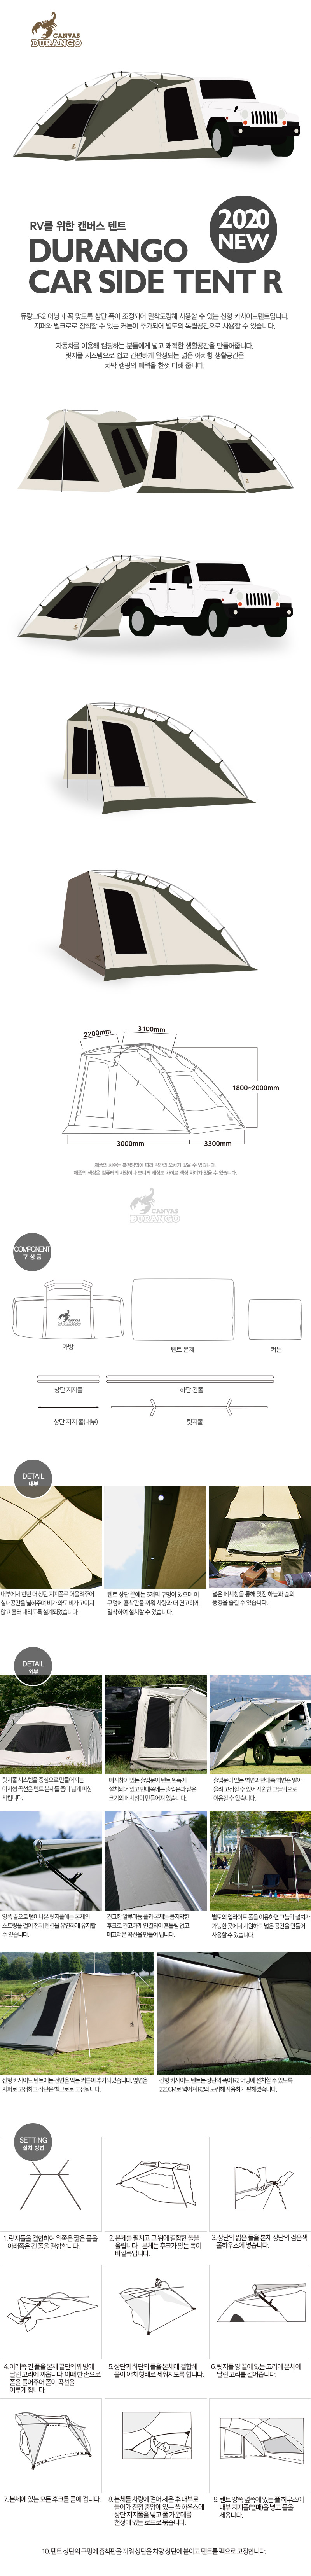 CANVAS
DURANGO
2020
NEW
RV를 위한 캔버스 텐트
DURANGO
CAR SIDE TENT R
듀랑고R2 어닝과 꼭 맞도록 상단 폭이 조정되어 밀착도킹해 사용할 수 있는 신형 카사이드텐트입니다.
지퍼와 벨크로로 장착할 수 있는 커튼이 추가되어 별도의 독립공간으로 사용할 수 있습니다.
자동차를 이용해 캠핑하는 분들에게 넓고 쾌적한 생활공간을 만들어줍니다.
릿지폴 시스템으로 쉽고 간편하게 완성되는 넓은 아치형 생활공간은
차박 캠핑의 매력을 한껏 더해 줍니다.
2200mm
3100mm
1800~2000mm
3000mm
3300mm
제품의 치수는 측정방법에 따라 약간의 오차가 있을 수 있습니다.
제품의 색상은 컴퓨터의 사양이나 모니터 해상도 차이로 색상 차이가 있을 수 있습니다.
CANVAS
DURANGO
COMPONENT
구 성 품
CANVAS
DURANGO
가방
텐트 본체
커튼
상단 지지폴
하단 긴폴
상단 지지 폴(내부)
릿지폴
DETAIL
내부
내부에서 한번 더 상단 지지폴로 어올려주어
실내공간을 넓혀주며 비가 와도 비가 고이지
않고 흘러 내리도록 설계되었습니다.
텐트 상단 끝에는 6개의 구멍이 있으며 이
구멍에 흡착판을 끼워 차량과 더 견고하게
밀착하여 설치할 수 있습니다.
넓은 메시창을 통해 멋진 하늘과 숲의
풍경을 즐길 수 있습니다.
DETAIL
외부
릿지폴 시스템을 중심으로 만들어지는
아치형 곡선은 텐트 본체를 좀더 넓게 피칭
시킵니다.
메시창이 있는 출입문이 텐트 왼쪽에
설치되어 있고 반대쪽에는 출입문과 같은
크기의 메시창이 만들어져 있습니다.
출입문이 있는 벽면과 반대쪽 벽면은 말아
올려 고정할 수 있어 시원한 그늘막으로
이용할 수 있습니다.
양쪽 끝으로 뻗어나온 릿지폴에는 본체의
스트링을 걸어 전체 텐션을 유연하게 유지할
수 있습니다.
견고한 알루미늄 폴과 본체는 큼지막한
후크로 견고하게 연결되어 흔들림 없고
매끄러운 곡선을 만들어 냅니다.
별도의 업라이트 폴을 이용하면 그늘막 설치가
가능한 곳에서 시원하고 넓은 공간을 만들어
사용할 수 있습니다.
신형 카사이드 텐트에는 전면을 막는 커튼이 추가되었습니다. 옆면을
지퍼로 고정하고 상단은 벨크로로 고정됩니다.
신형 카사이드 텐트는 상단의 폭이 R2 어닝에 설치할 수 있도록
220CM로 넓어져 R2와 도킹해 사용하기 편해졌습니다.
SETTING
설치 방법
1. 릿지폴을 결합하여 위쪽은 짧은 폴을
아래쪽은 긴 폴을 결합합니다.
2. 본체를 펼치고 그 위에 결합한 폴을
올립니다. 본체는 후크가 있는 쪽이
바깥쪽입니다.
3. 상단의 짧은 폴을 본체 상단의 검은색
폴하우스에 넣습니다.
4. 아래쪽 긴 폴을 본체 끝단의 웨빙에
달린 고리에 끼웁니다. 이때 한 손으로
폴을 들어주어 폴이 곡선을
이루게 합니다.
5. 상단과 하단의 폴을 본체에 결합해
폴이 아치 형태로 세워지도록 합니다.
6. 릿지폴 양 끝에 있는 고리에 본체에
달린 고리를 걸어줍니다.
7. 본체에 있는 모든 후크를 폴에 겁니다.
8. 본체를 차량에 걸어 세운 후 내부로
들어가 천정 중앙에 있는 폴 하우스에
상단 지지폴을 넣고 폴 가운데를
천정에 있는 로프로 묶습니다.
9. 텐트 양쪽 앞쪽에 있는 폴 하우스에
내부 지지폴(별매)을 넣고 폴을
세웁니다.
10. 텐트 상단의 구멍에 흡착판을 끼워 상단을 차량 상단에 붙이고 텐트를 팩으로 고정합니다.